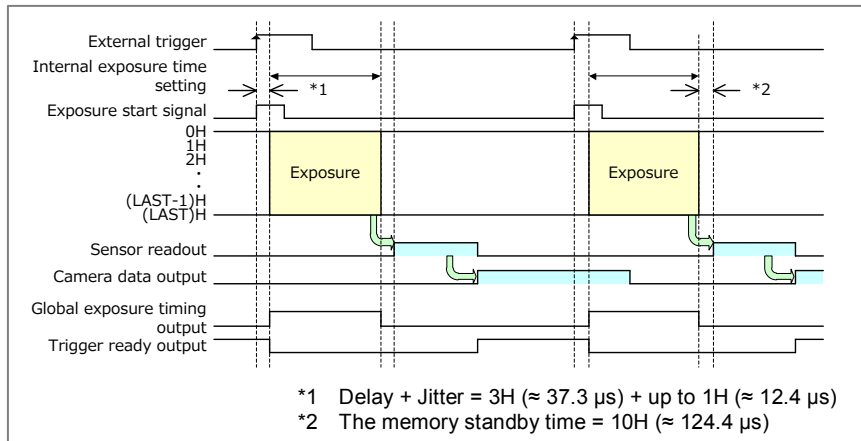 External trigger
Internal exposure time
setting
*1
*2
Exposure start signal
0H
1H
2H
・
・
(LAST-1)H
(LAST)H
Exposure
Exposure
Sensor readout
Camera data output
Global exposure timing
output
Trigger ready output
*1 Delay + Jitter = 3H (≈ 37.3 µs) + up to 1H (≈ 12.4 µs)
*2 The memory standby time = 10H (≈ 124.4 µs)